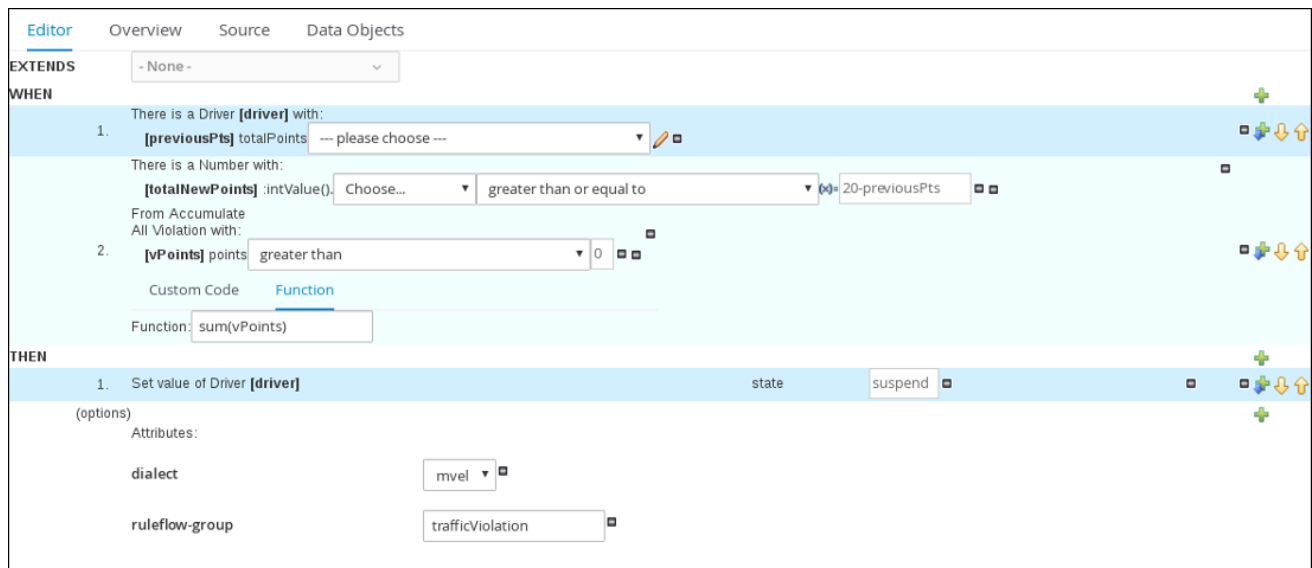 Editor Overview Source Data Objects
EXTENDS - None -
WHEN
There is a Driver [driver] with:
1. [previousPts] totalPoints --- please choose ---
There is a Number with:
[totalNewPoints] :intValue(). Choose... greater than or equal to (x)= 20-previousPts
From Accumulate
All Violation with:
2. [vPoints] points greater than 0
Custom Code Function
Function: sum(vPoints)
THEN
1. Set value of Driver [driver] state suspend
(options)
Attributes:
dialect mvel
ruleflow-group trafficViolation